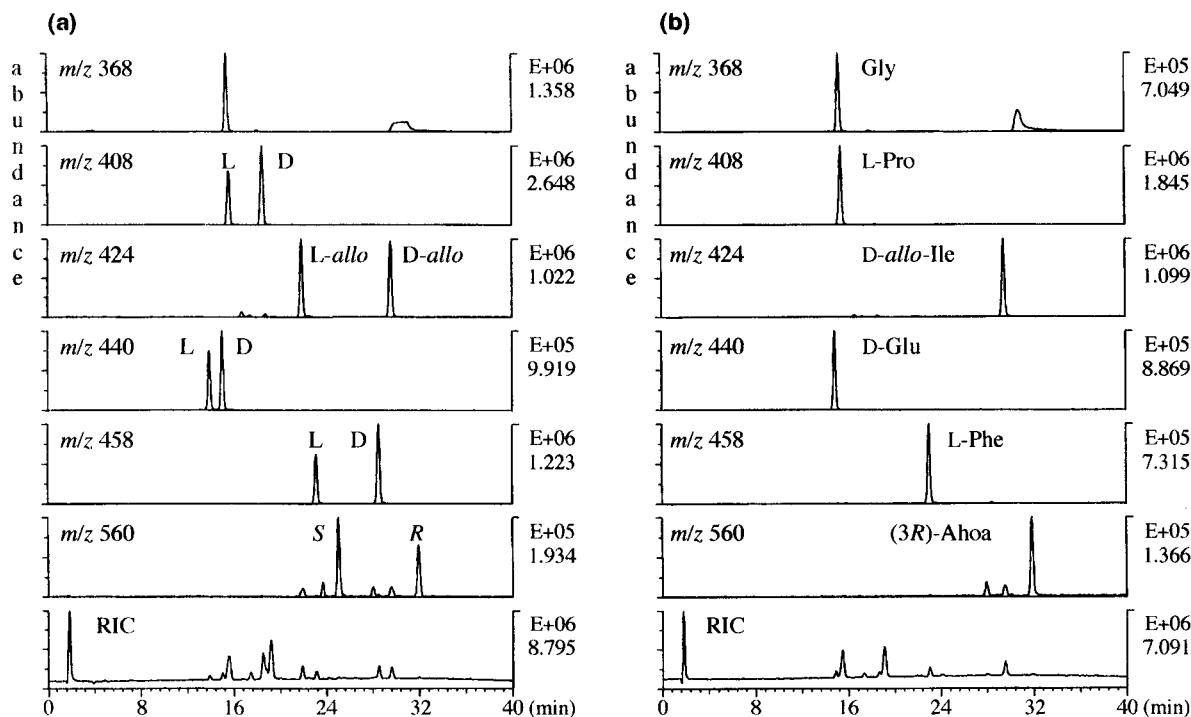 (a)
abundance
m/z 368
E+06
1.358
m/z 408
L
D
E+06
2.648
m/z 424
L-allo
D-allo
E+06
1.022
m/z 440
L
D
E+05
9.919
m/z 458
L
D
E+06
1.223
m/z 560
S
R
E+05
1.934
RIC
E+06
8.795
0 8 16 24 32 40 (min)
(b)
abundance
m/z 368
Gly
E+05
7.049
m/z 408
L-Pro
E+06
1.845
m/z 424
D-allo-Ile
E+06
1.099
m/z 440
D-Glu
E+05
8.869
m/z 458
L-Phe
E+05
7.315
m/z 560
(3R)-Ahoa
E+05
1.366
RIC
E+06
7.091
0 8 16 24 32 40 (min)